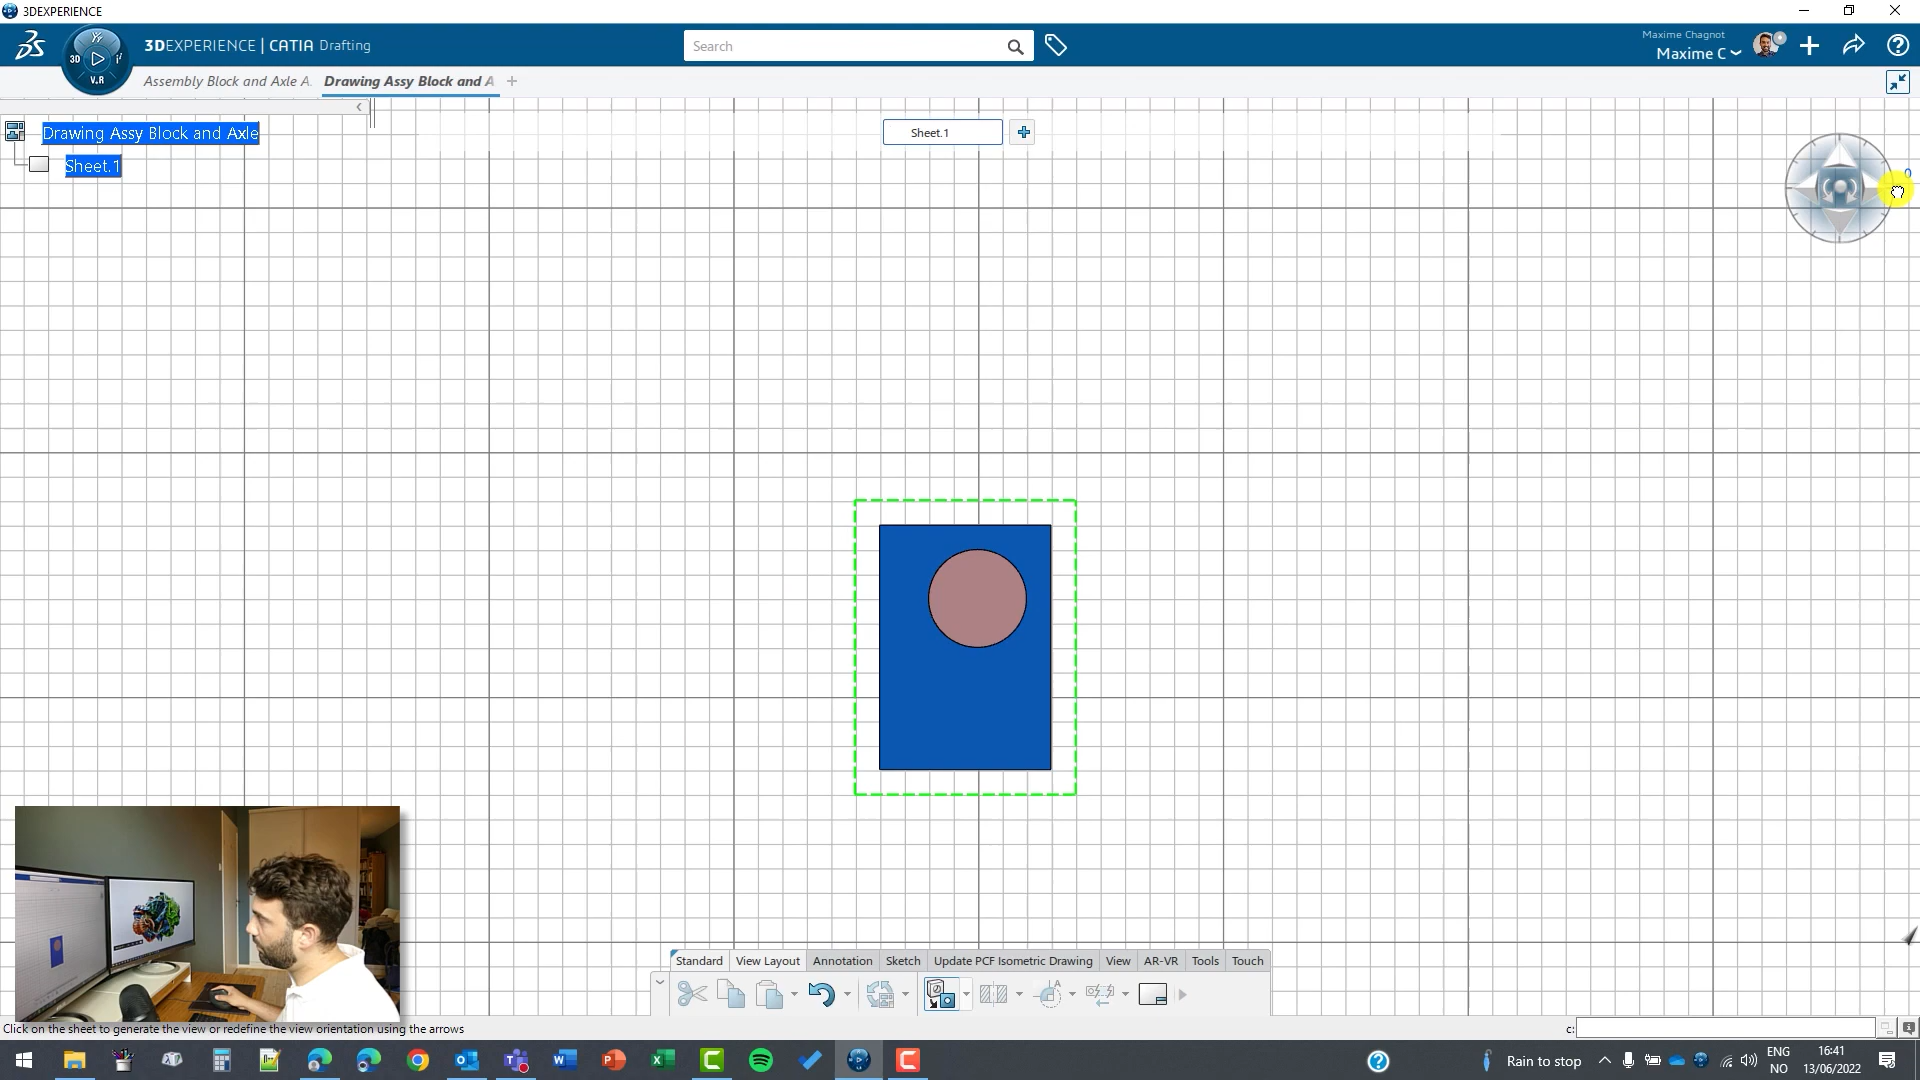 3DEXPERIENCE
3DEXPERIENCE | CATIA Drafting
3D
V.R
Search
Maxime Chagnot
Maxime C
Assembly Block and Axle A.
Drawing Assy Block and A
Drawing Assy Block and Axle
Sheet.1
Sheet.1
0
Standard
View Layout
Annotation
Sketch
Update PCF Isometric Drawing
View
AR-VR
Tools
Touch
Click on the sheet to generate the view or redefine the view orientation using the arrows
c:
Rain to stop
ENG
NO
16:41
13/06/2022